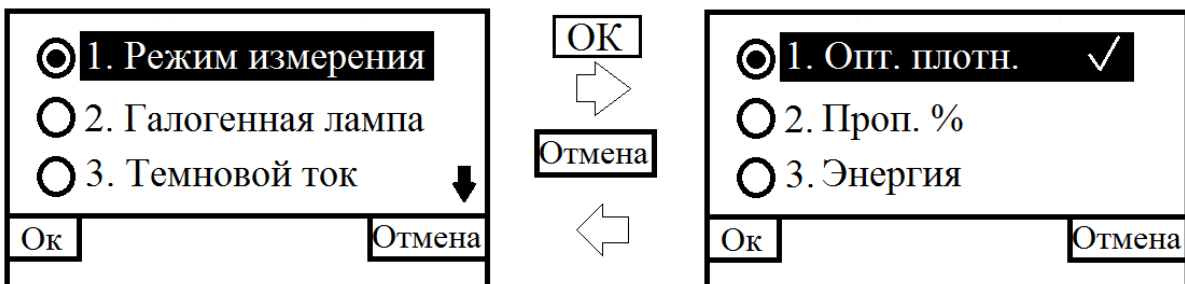 1. Режим измерения
2. Галогенная лампа
3. Темновой ток
Ок
Отмена
ОК
Отмена
1. Опт. плотн.
2. Проп. %
3. Энергия
Ок
Отмена